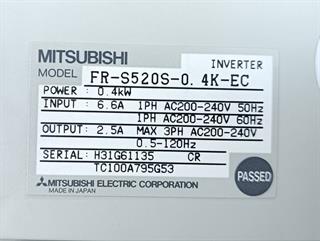 INVERTER
MITSUBISHI
MODEL FR-S520S-0.4K-EC
POWER : 0.4kW
INPUT : 6.6A 1PH AC200-240V 50Hz
1PH AC200-240V 60Hz
OUTPUT: 2.5A MAX 3PH AC200-240V
0.5-120Hz
SERIAL: H31G61135 CR
TC100A795G53
PASSED
MITSUBISHI ELECTRIC CORPORATION
MADE IN JAPAN